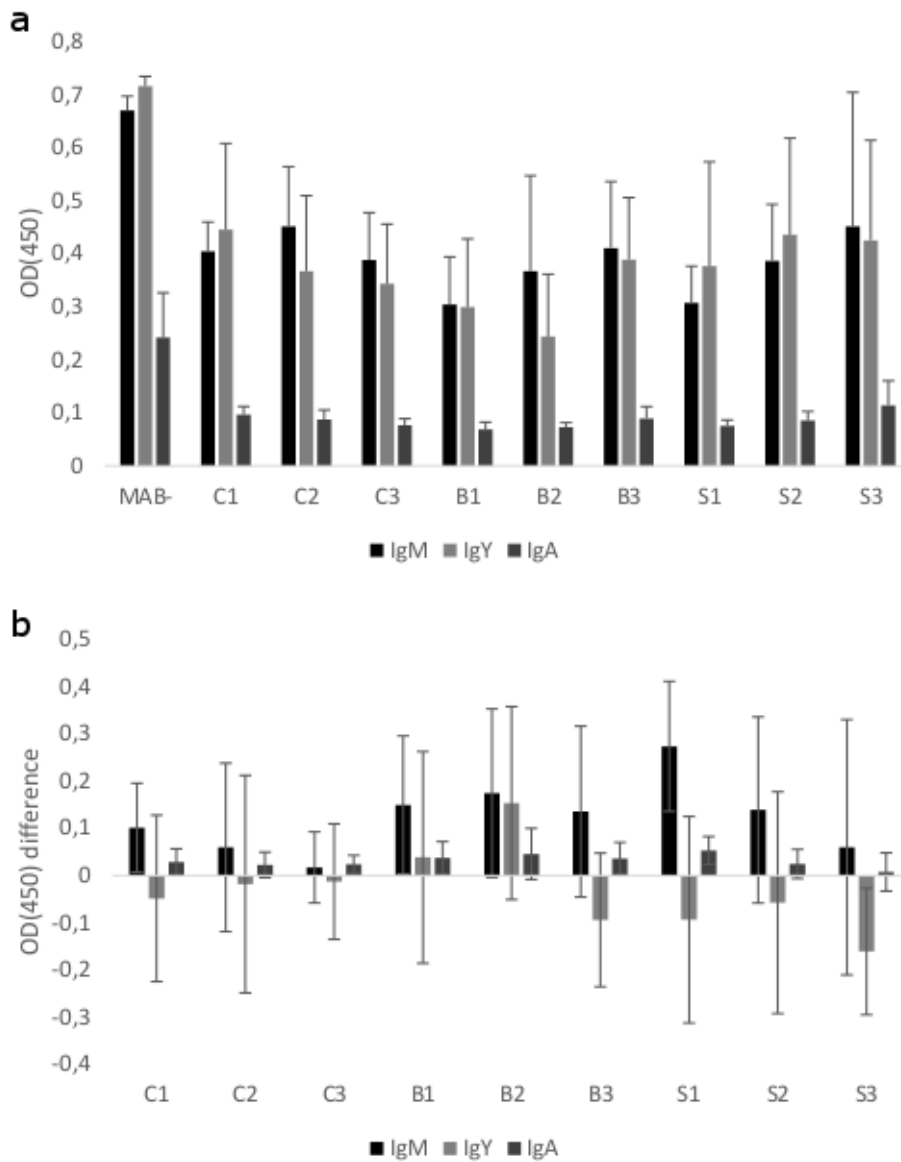 a
0,8
0,7
0,6
0,5
0,4
0,3
0,2
0,1
0
OD(450)
MAB- C1 C2 C3 B1 B2 B3 S1 S2 S3
IgM IgY IgA
b
0,5
0,4
0,3
0,2
0,1
0
-0,1
-0,2
-0,3
-0,4
OD(450) difference
C1 C2 C3 B1 B2 B3 S1 S2 S3
IgM IgY IgA